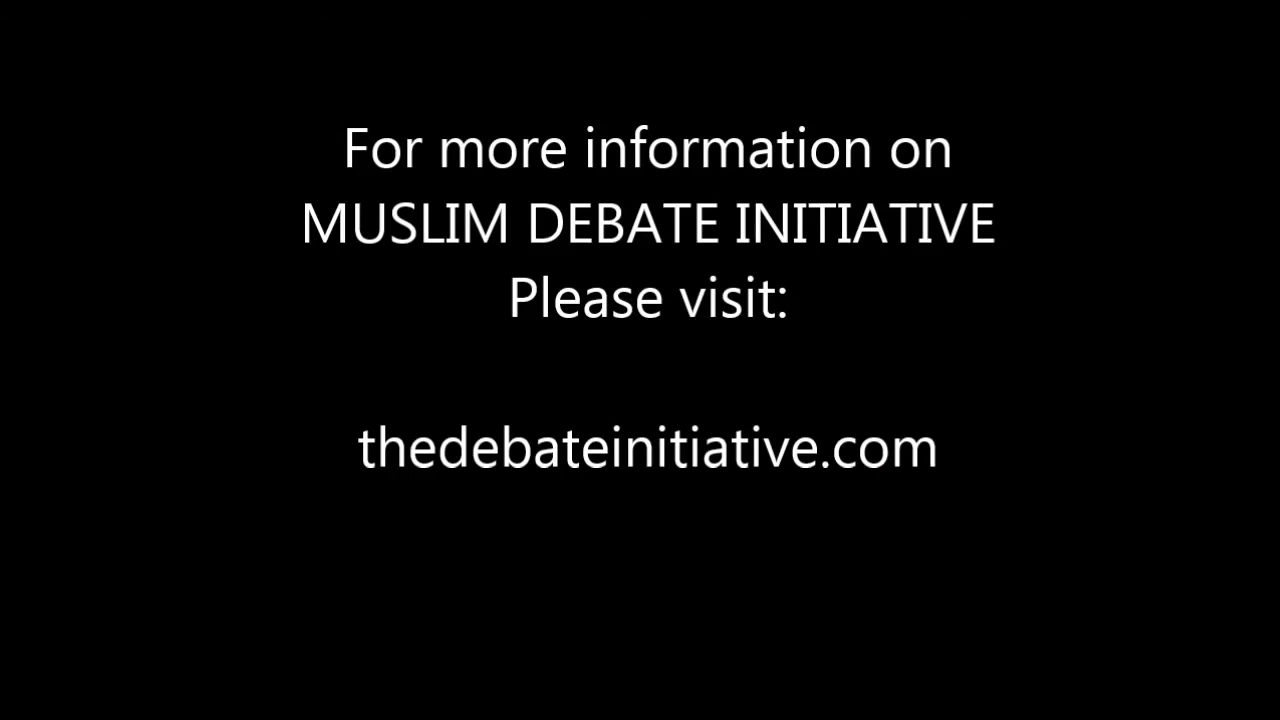 For more information on
MUSLIM DEBATE INITIATIVE
Please visit:
thedebateinitiative.com